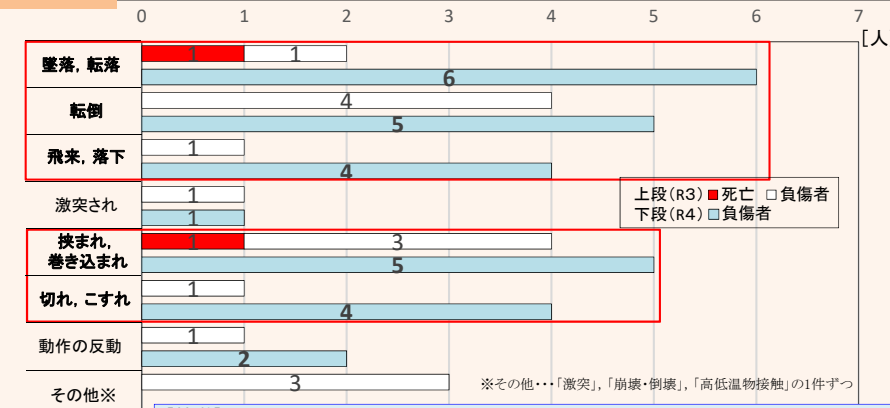 0 1 2 3 4 5 6 7
[人
墜落，転落
1 1
6
転倒
4
5
飛来，落下
1
4
上段（R3）■死亡 □負傷者
下段（R4）□負傷者
激突され
1
1
挟まれ，
巻き込まれ
1 3
5
切れ，こすれ
1
4
動作の反動
1
2
その他※
3
※その他・・・「激突」，「崩壊・倒壊」，「高低温物接触」の1件ずつ